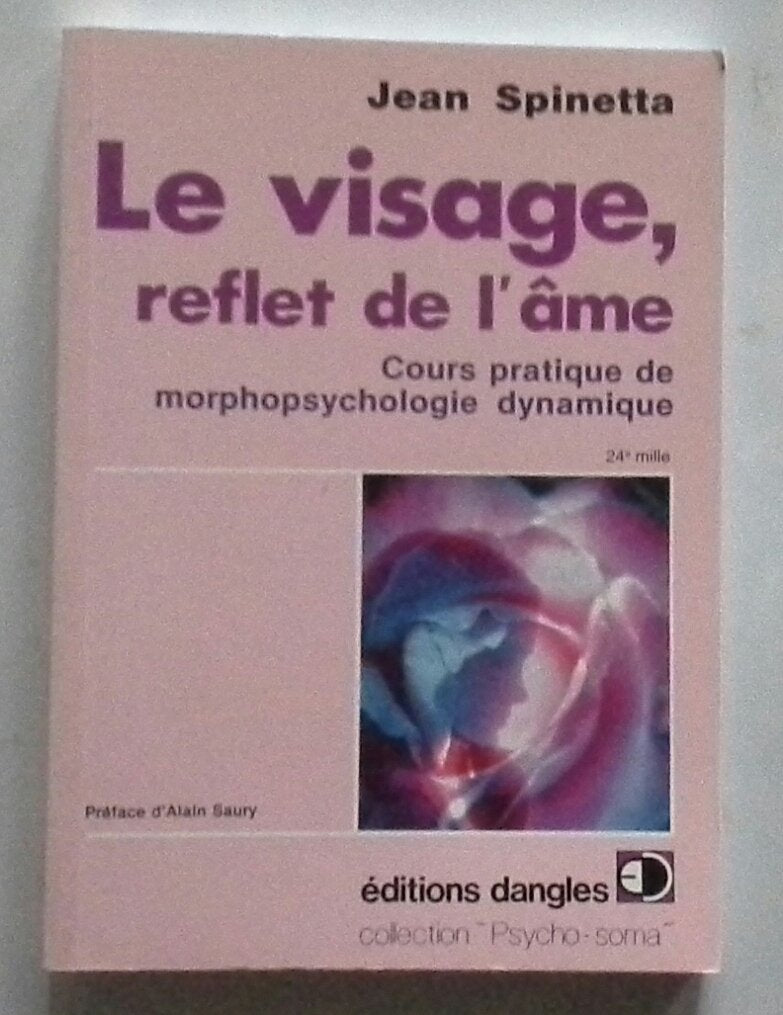 Jean Spinetta
Le visage,
reflet de l'âme
Cours pratique de
morphopsychologie dynamique
24e mille
Préface d'Alain Saury
éditions dangles
collection "Psycho-soma"